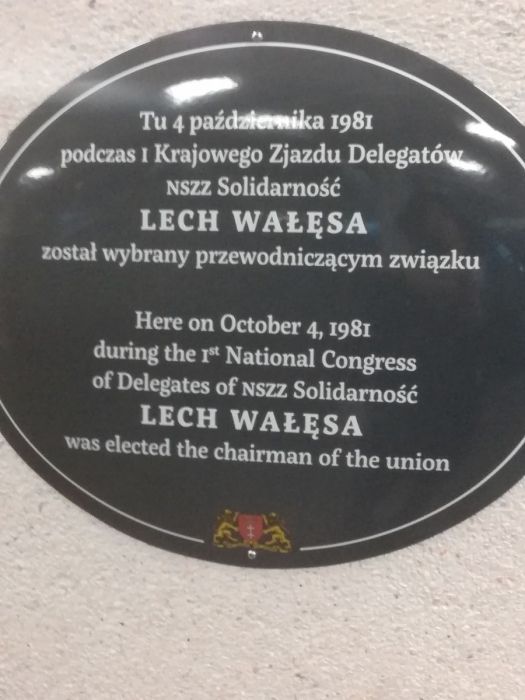 Tu 4 października 1981
podczas 1 Krajowego Zjazdu Delegatów
NSZZ Solidarność
LECH WAŁĘSA
został wybrany przewodniczącym związku
Here on October 4, 1981
during the 1st National Congress
of Delegates of NSZZ Solidarność
LECH WAŁĘSA
was elected the chairman of the union